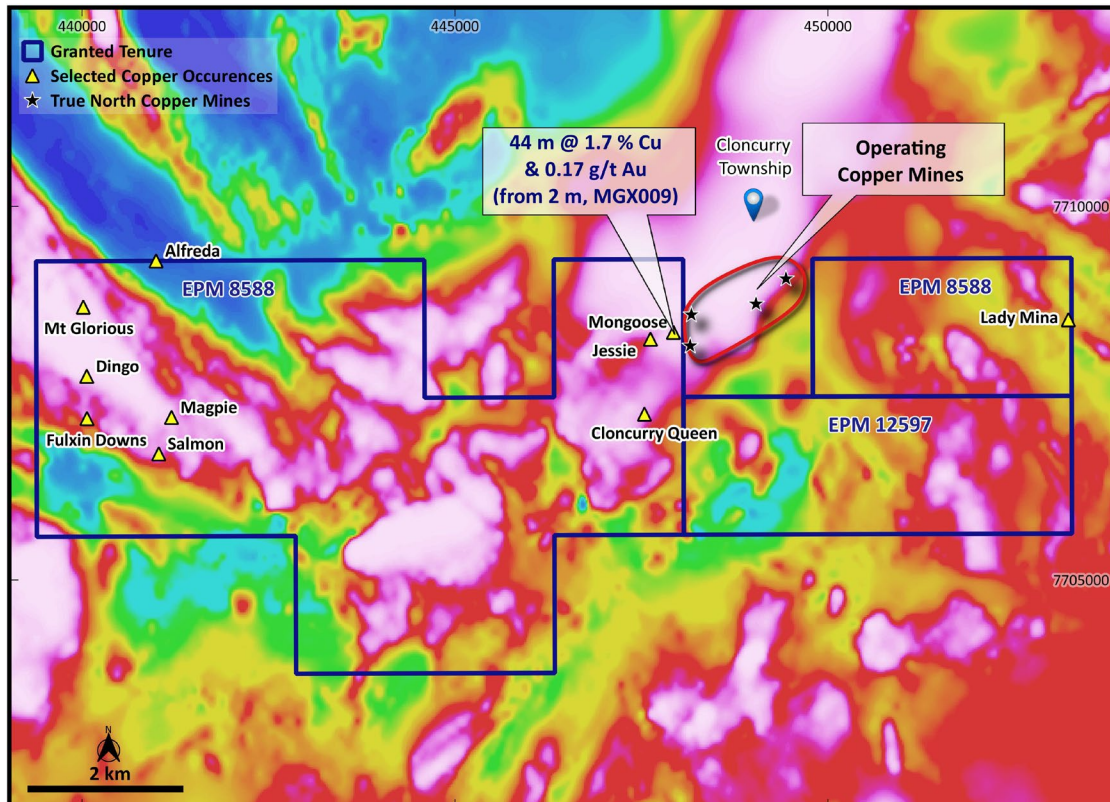 440000
445000
450000
Granted Tenure
Selected Copper Occurences
True North Copper Mines
44 m @ 1.7 % Cu
& 0.17 g/t Au
(from 2 m, MGX009)
Cloncurry
Township
Operating
Copper Mines
7710000
Alfreda
EPM 8588
EPM 8588
Mt Glorious
Mongoose
Jessie
Lady Mina
Dingo
Magpie
Fulxin Downs
Salmon
Cloncurry Queen
EPM 12597
7705000
N
2 km